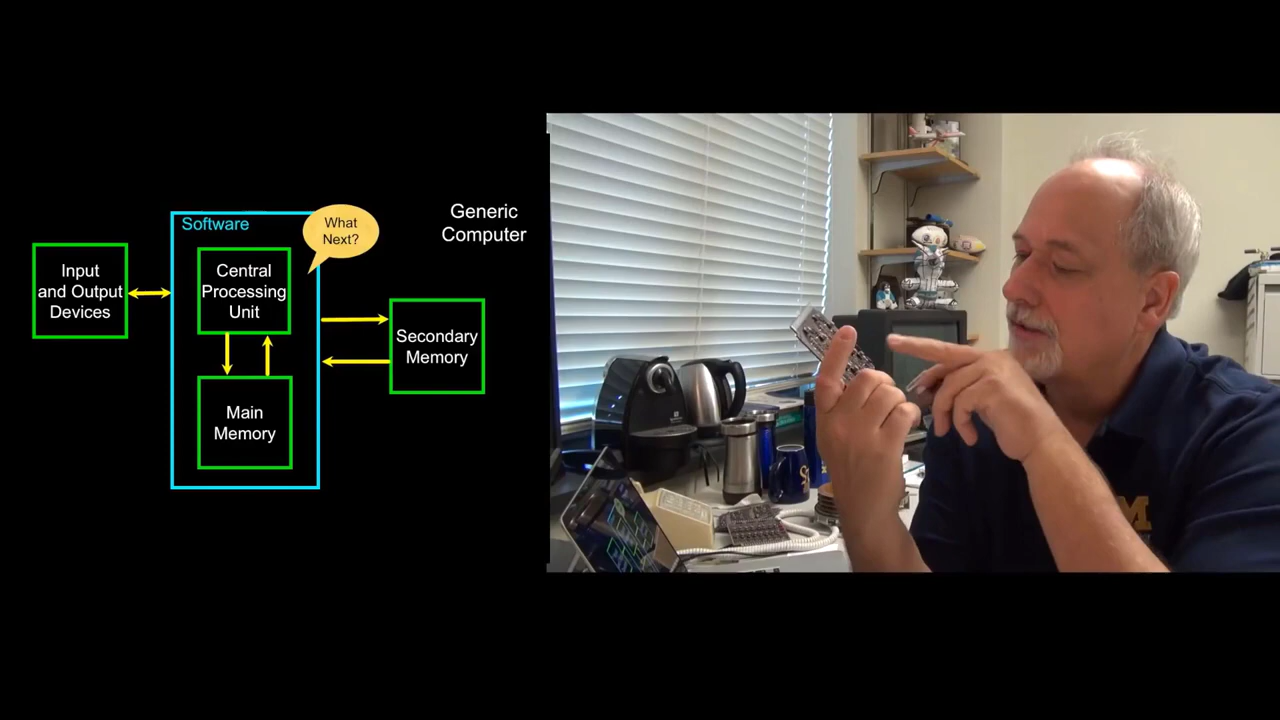 Generic
Computer
Software
What
Next?
Input
and Output
Devices
Central
Processing
Unit
Secondary
Memory
Main
Memory
M